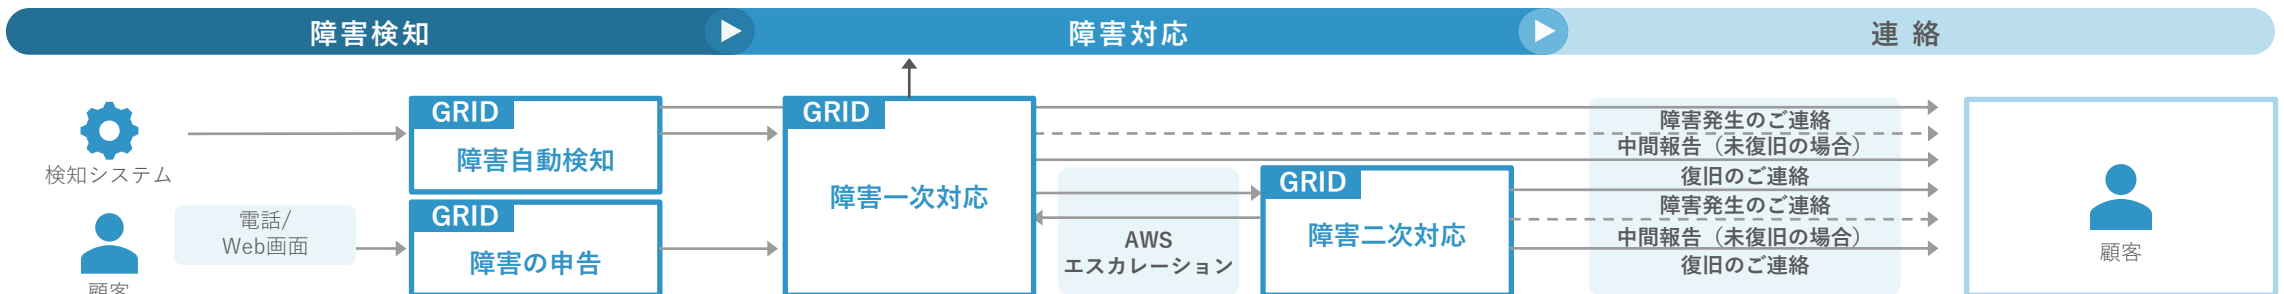 障害検知
障害対応
連 絡
GRID
障害自動検知
検知システム
電話/
Web画面
GRID
障害の申告
顧客
GRID
障害一次対応
AWS
エスカレーション
GRID
障害二次対応
障害発生のご連絡
中間報告（未復旧の場合）
復旧のご連絡
障害発生のご連絡
中間報告（未復旧の場合）
復旧のご連絡
顧客